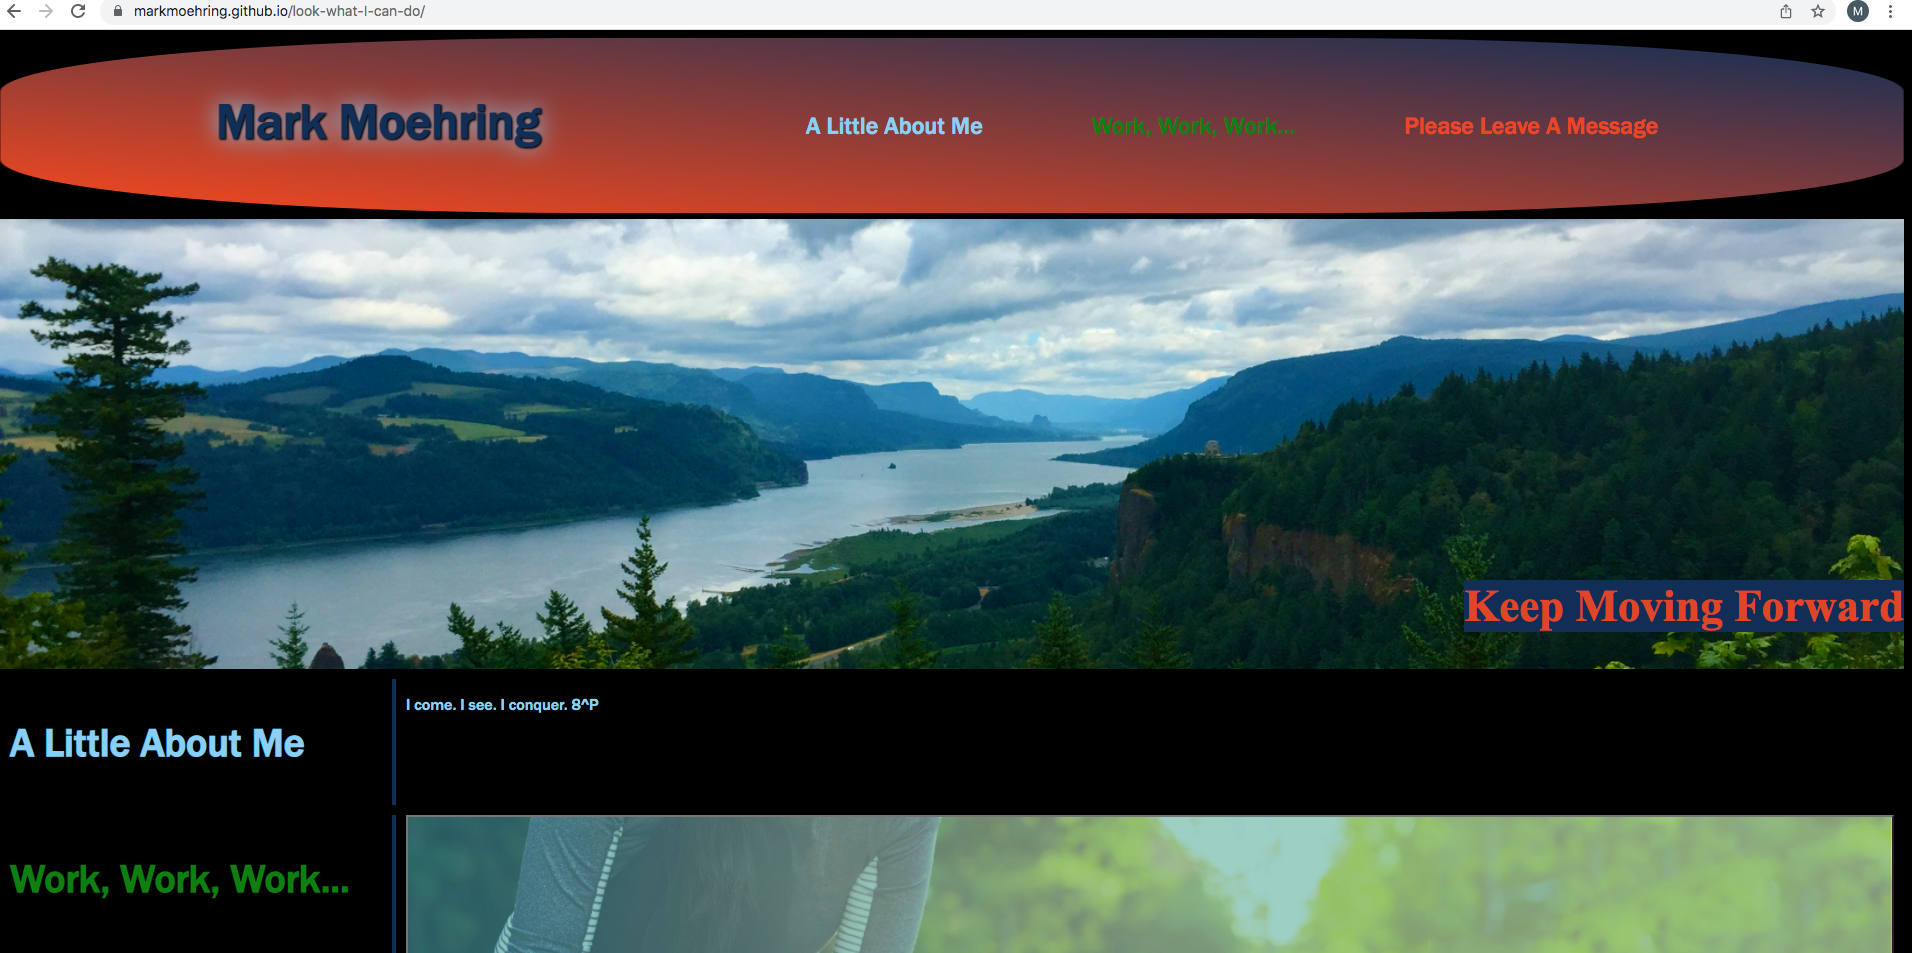 markmoehring.github.io/look-what-I-can-do/
M
Mark Moehring
A Little About Me
Work, Work, Work...
Please Leave A Message
Keep Moving Forward
I come. I see. I conquer. 8^P
A Little About Me
Work, Work, Work...